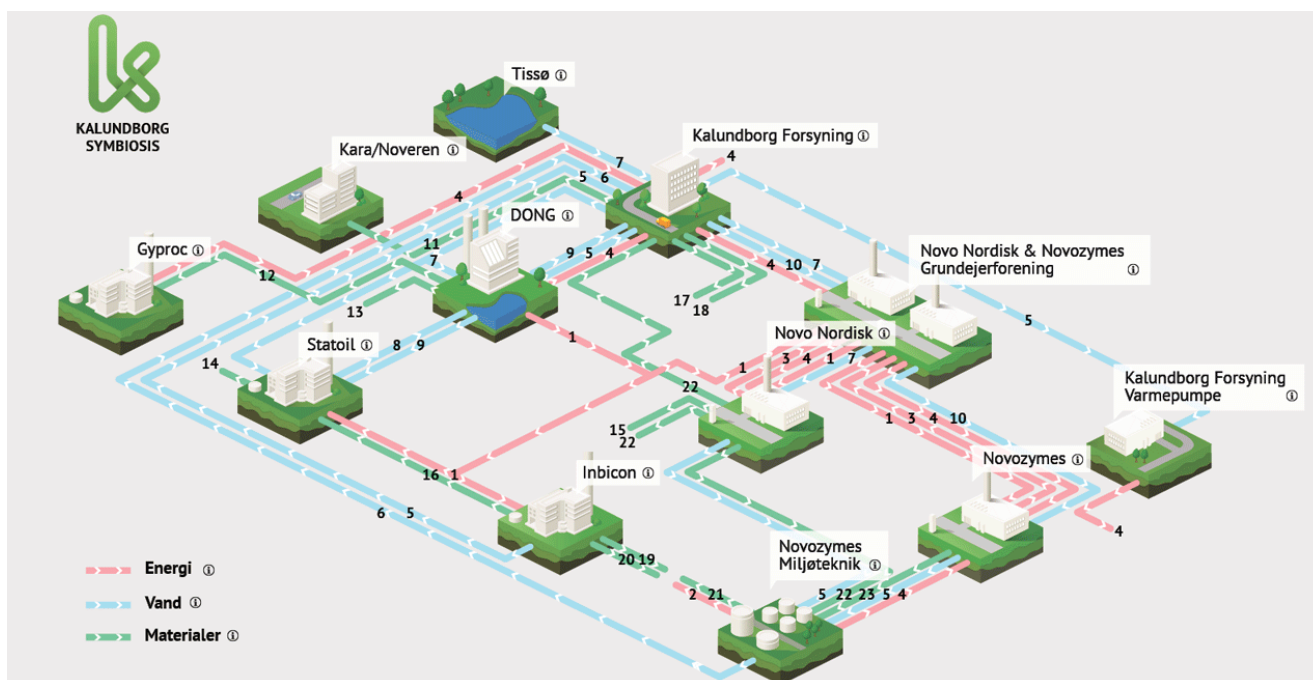 KALUNDBORG
SYMBIOSIS
Tissø
Kara/Noveren
Kalundborg Forsyning
4
7
5 6
4
DONG
Gyproc
11
7
9 5 4
12
4 10 7
Novo Nordisk & Novozymes
Grundejerforening
13
17
18
5
Statoil
8
9
1
Novo Nordisk
1 3 4 1 7
14
22
Kalundborg Forsyning
Varmepumpe
15
22
1 3 4 10
16 1
Inbicon
Novozymes
6 5
4
20 19
Novozymes
Miljøteknik
Energi
2 21
5 22 23 5 4
Vand
Materialer